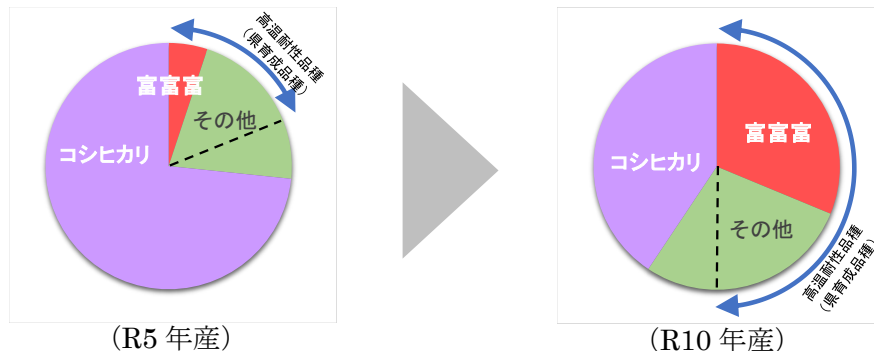 高温耐性品種
（県育成品種）
富富富
その他
コシヒカリ
（R5 年産）
富富富
コシヒカリ
その他
高温耐性品種
（県育成品種）
（R10 年産）